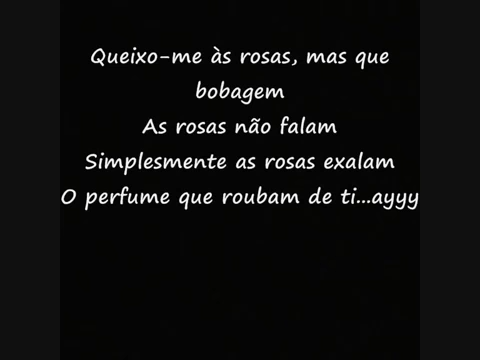 Queixo-me às rosas, mas que
bobagem
As rosas não falam
Simplesmente as rosas exalam
O perfume que roubam de ti...ayyy